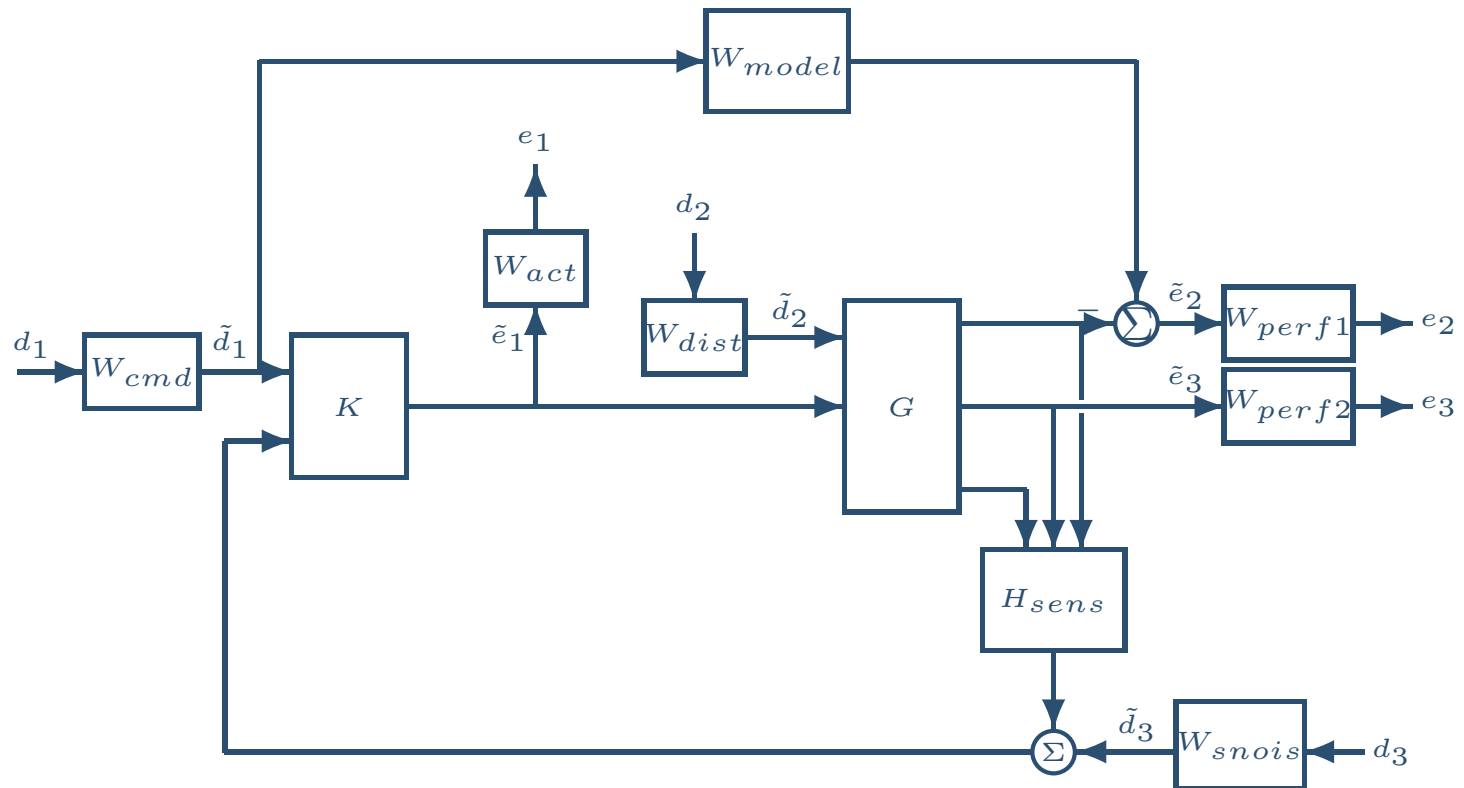 W_model
e_1
d_2
W_act
d̃_2
ẽ_2
W_dist
−
Σ
W_perf1
e_2
d_1
d̃_1
ẽ_1
W_cmd
K
G
ẽ_3
W_perf2
e_3
H_sens
d̃_3
Σ
W_snois
d_3